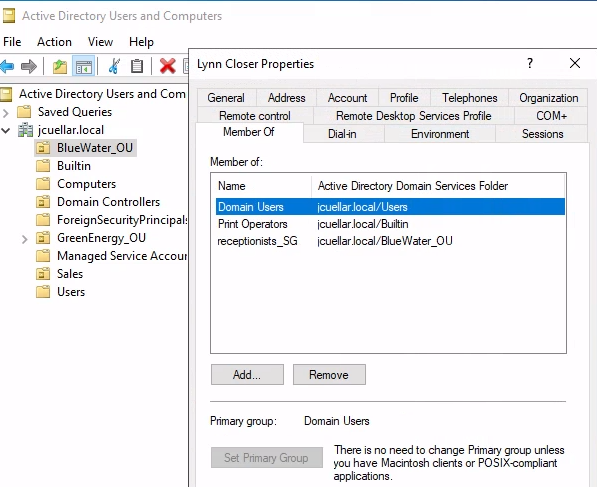 Active Directory Users and Computers
File Action View Help
Lynn Closer Properties
? ×
Active Directory Users and Com
Saved Queries
jcuellar.local
BlueWater_OU
Builtin
Computers
Domain Controllers
ForeignSecurityPrincipals
GreenEnergy_OU
Managed Service Accour
Sales
Users
General Address Account Profile Telephones Organization
Remote control Remote Desktop Services Profile COM+
Member Of Dial-in Environment Sessions
Member of:
Name Active Directory Domain Services Folder
Domain Users jcuellar.local/Users
Print Operators jcuellar.local/Builtin
receptionists_SG jcuellar.local/BlueWater_OU
Add... Remove
Primary group: Domain Users
Set Primary Group
There is no need to change Primary group unless
you have Macintosh clients or POSIX-compliant
applications.